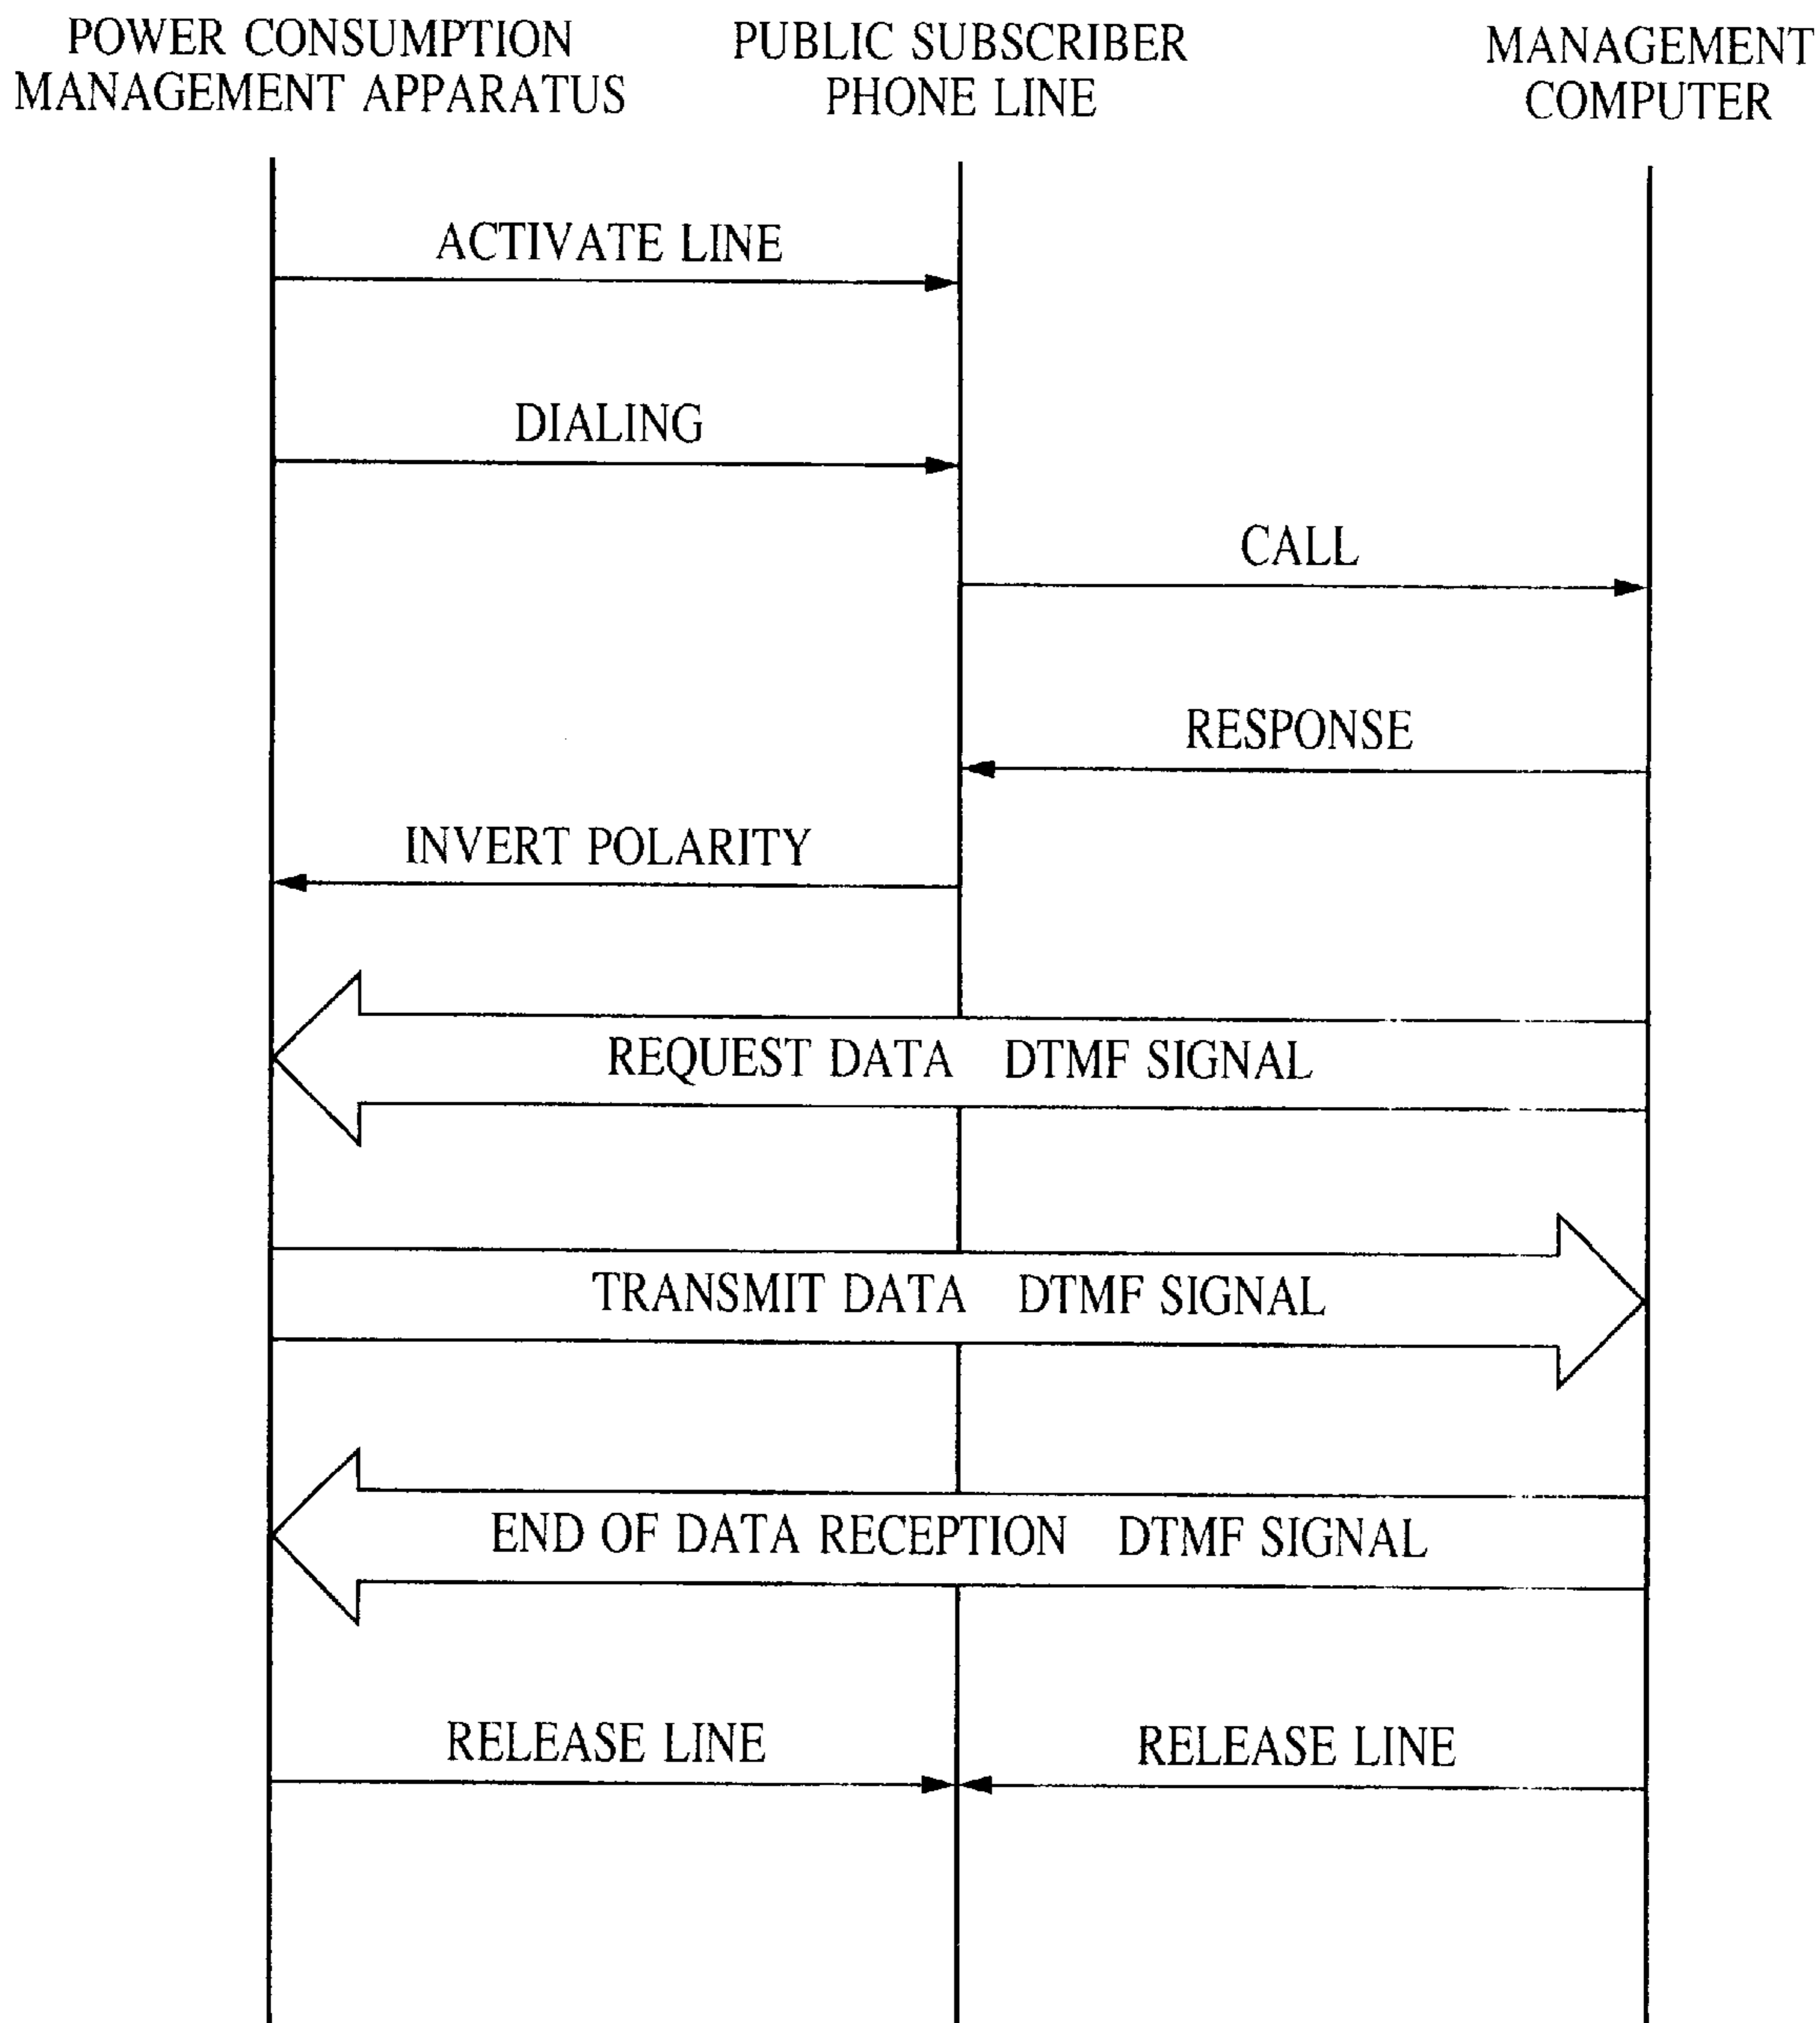 POWER CONSUMPTION
MANAGEMENT APPARATUS
PUBLIC SUBSCRIBER
PHONE LINE
MANAGEMENT
COMPUTER
ACTIVATE LINE
DIALING
CALL
RESPONSE
INVERT POLARITY
REQUEST DATA DTMF SIGNAL
TRANSMIT DATA DTMF SIGNAL
END OF DATA RECEPTION DTMF SIGNAL
RELEASE LINE
RELEASE LINE